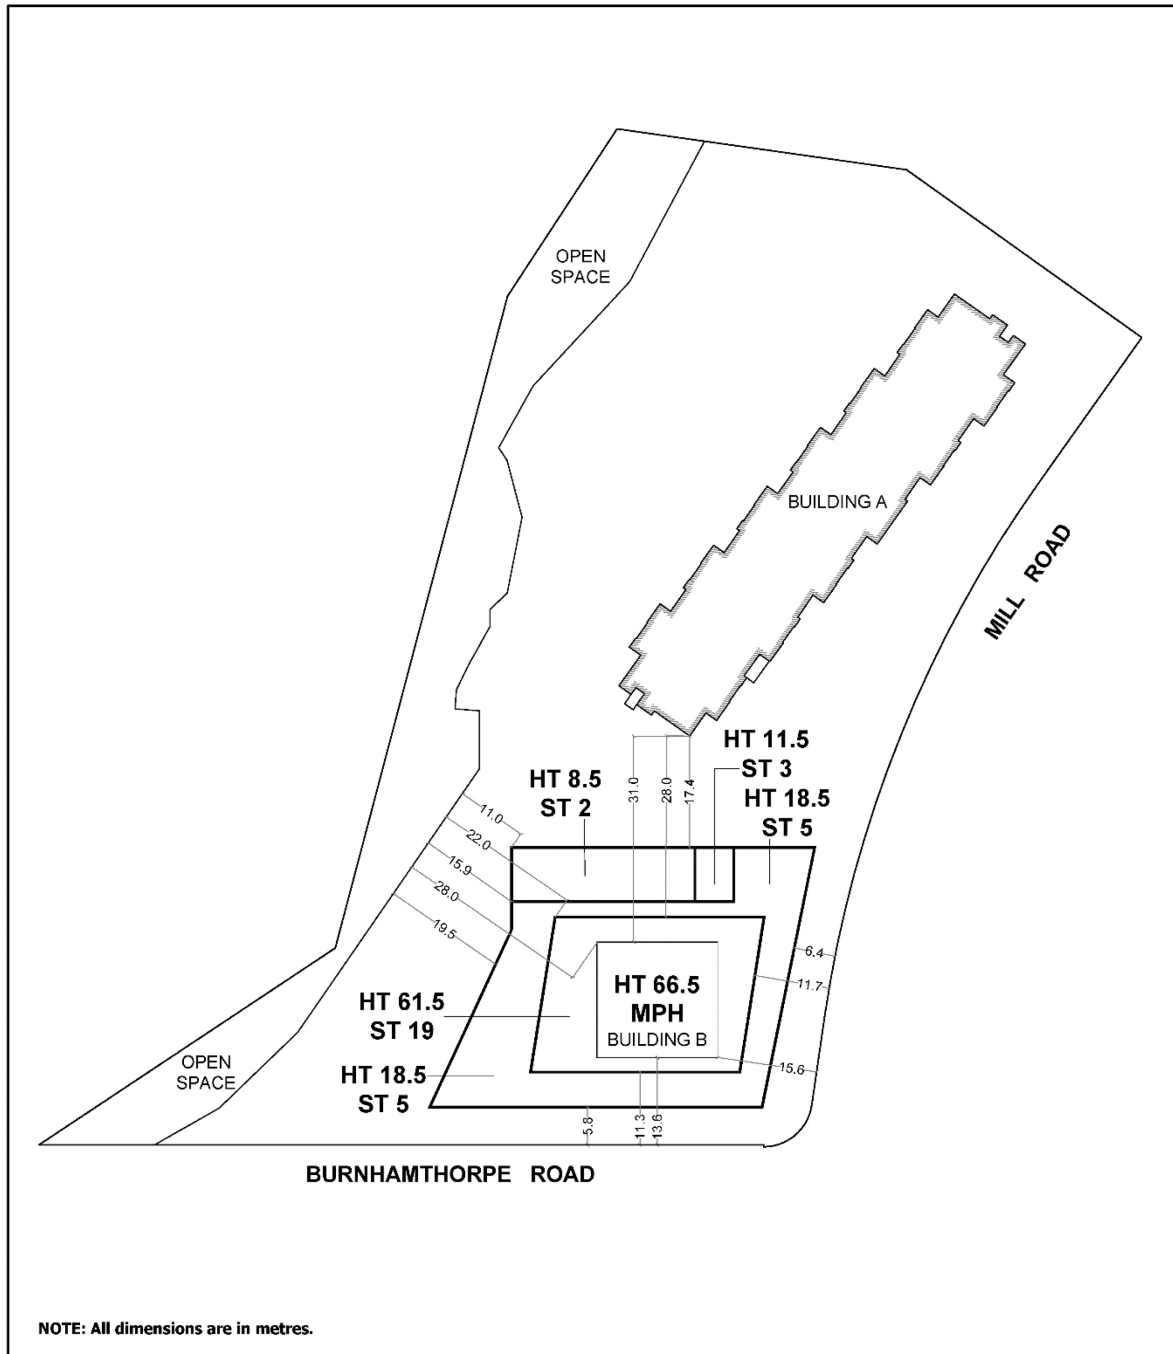 OPEN
SPACE
BUILDING A
MILL ROAD
HT 11.5
ST 3
HT 8.5
ST 2
HT 18.5
ST 5
31.0
28.0
17.4
11.0
22.0
15.9
28.0
19.5
6.4
11.7
15.6
HT 66.5
MPH
BUILDING B
HT 61.5
ST 19
HT 18.5
ST 5
OPEN
SPACE
5.8
11.3
13.6
BURNHAMTHORPE ROAD
NOTE: All dimensions are in metres.